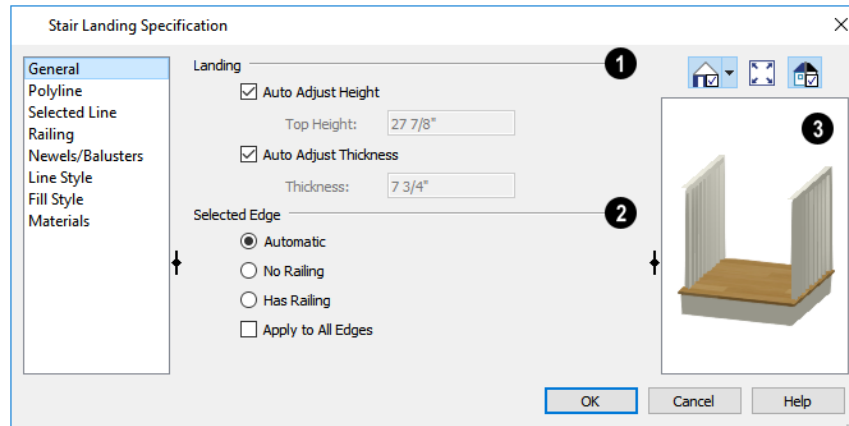 Stair Landing Specification
General
Polyline
Selected Line
Railing
Newels/Balusters
Line Style
Fill Style
Materials
Landing
1
Auto Adjust Height
Top Height: 27 7/8"
Auto Adjust Thickness
Thickness: 7 3/4"
Selected Edge
2
Automatic
No Railing
Has Railing
Apply to All Edges
3
OK Cancel Help